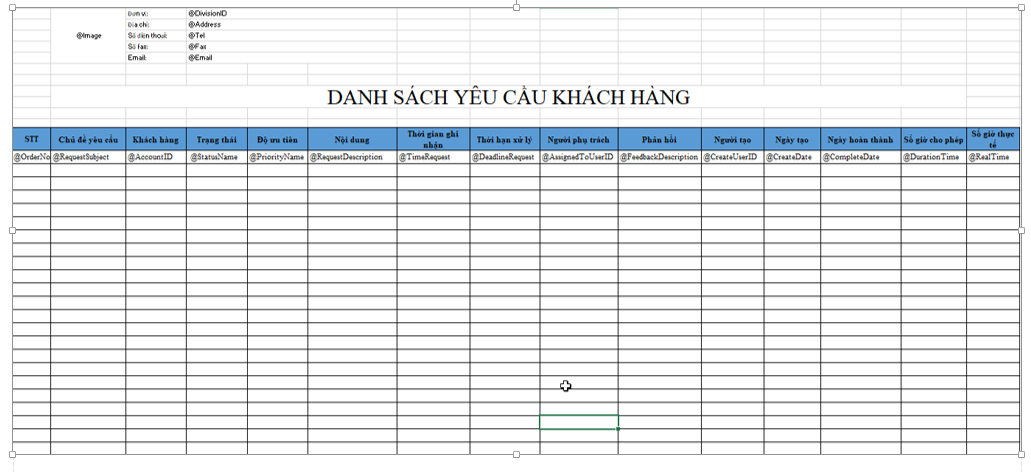 Đơn vị: @DivisionID
Địa chỉ: @Address
@Image Số điện thoại: @Tel
Số fax: @Fax
Email: @Email
DANH SÁCH YÊU CẦU KHÁCH HÀNG
STT Chủ đề yêu cầu Khách hàng Trạng thái Độ ưu tiên Nội dung Thời gian ghi nhận Thời hạn xử lý Người phụ trách Phản hồi Người tạo Ngày tạo Ngày hoàn thành Số giờ cho phép Số giờ thực tế
@OrderNo @RequestSubject @AccountID @StatusName @PriorityName @RequestDescription @TimeRequest @DeadlineRequest @AssignedToUserID @FeedbackDescription @CreateUserID @CreateDate @CompleteDate @DurationTime @RealTime